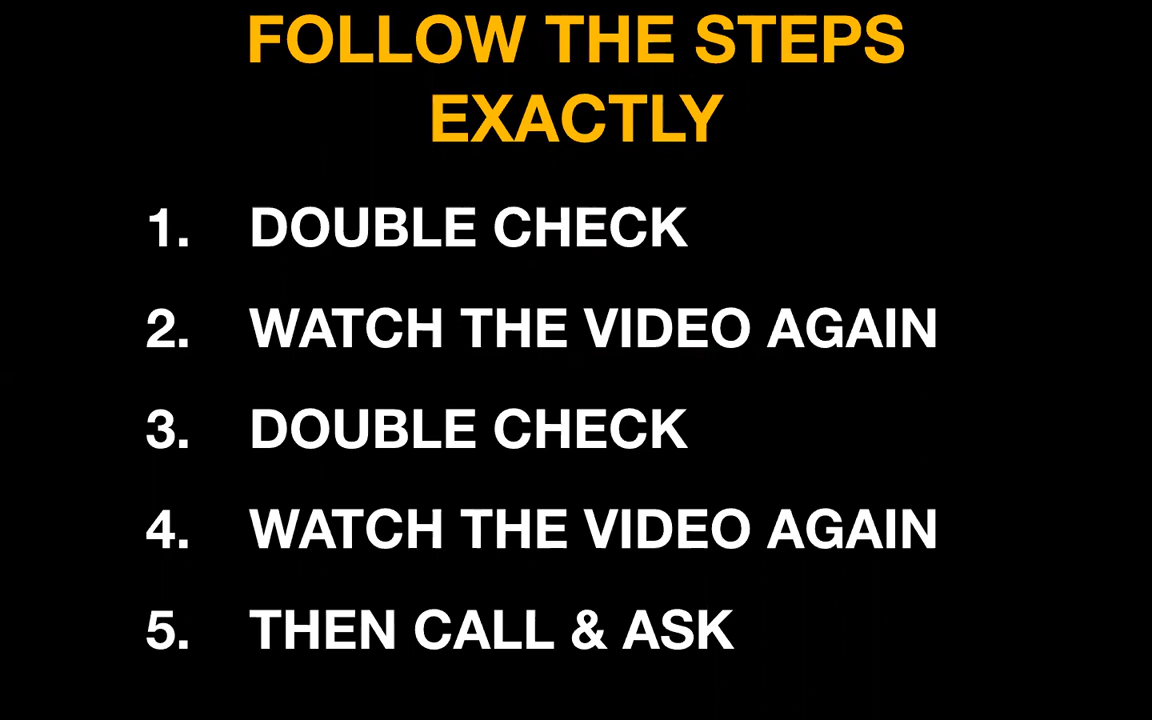 FOLLOW THE STEPS
EXACTLY
1. DOUBLE CHECK
2. WATCH THE VIDEO AGAIN
3. DOUBLE CHECK
4. WATCH THE VIDEO AGAIN
5. THEN CALL & ASK